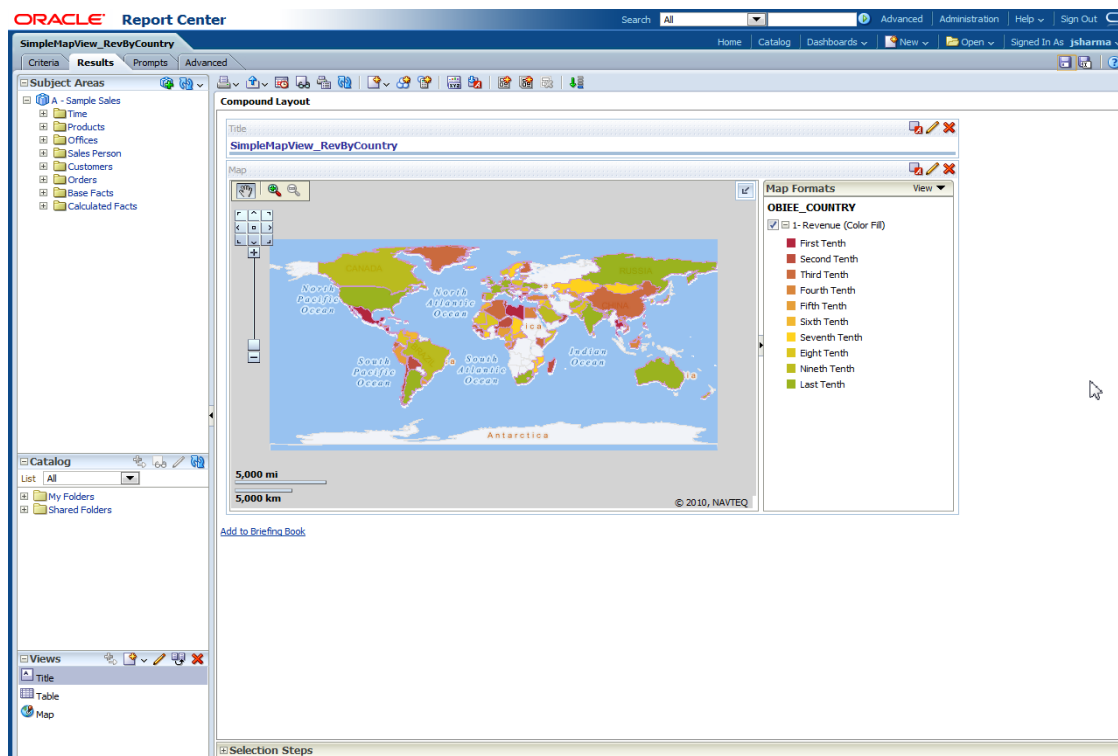 ORACLE Report Center
Search All Advanced Administration Help Sign Out
SimpleMapView_RevByCountry
Home Catalog Dashboards New Open Signed In As jsharma
Criteria Results Prompts Advanced
Subject Areas
A - Sample Sales
Time
Products
Offices
Sales Person
Customers
Orders
Base Facts
Calculated Facts
Compound Layout
Title
SimpleMapView_RevByCountry
Map
Map Formats View
OBIEE_COUNTRY
1- Revenue (Color Fill)
First Tenth
Second Tenth
Third Tenth
Fourth Tenth
Fifth Tenth
Sixth Tenth
Seventh Tenth
Eight Tenth
Nineth Tenth
Last Tenth
CANADA
RUSSIA
CHINA
North
Pacific
Ocean
North
Atlantic
Ocean
ica
South
Pacific
Ocean
South
Atlantic
Ocean
Indian
Ocean
ia
Antarctica
5,000 mi
5,000 km
© 2010, NAVTEQ
Add to Briefing Book
Catalog
List All
My Folders
Shared Folders
Views
Title
Table
Map
Selection Steps